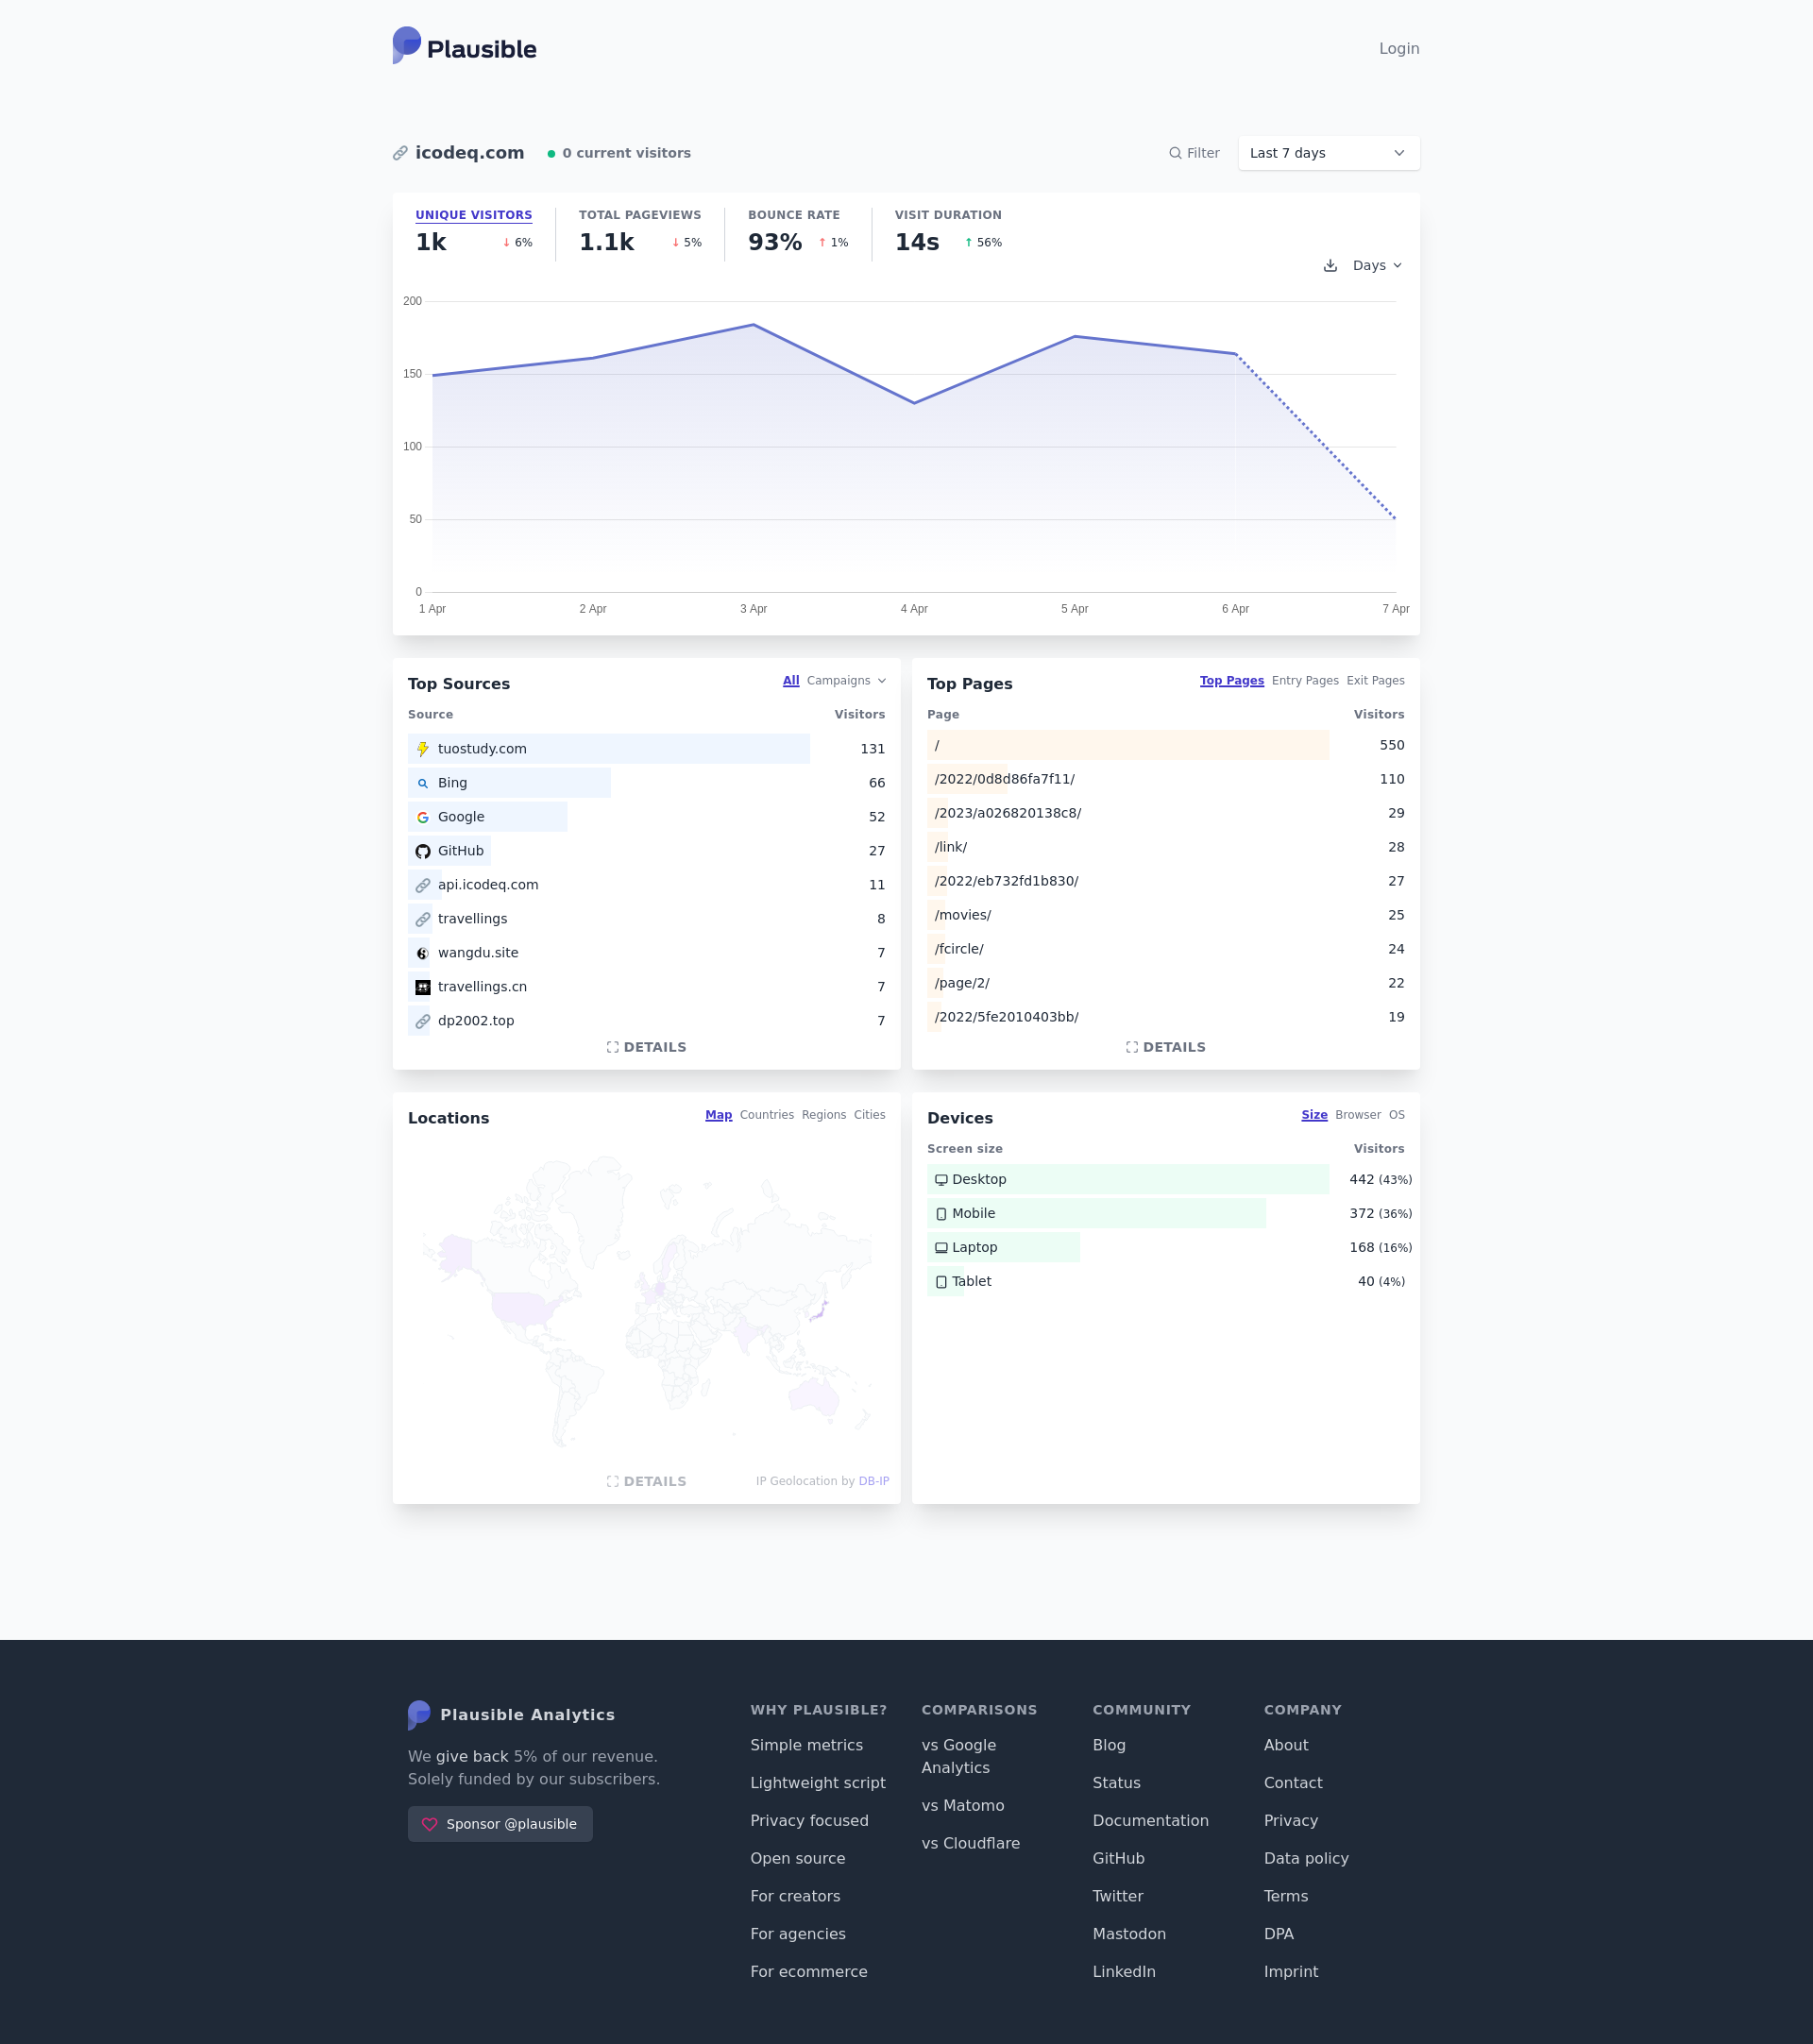 Plausible
Login
icodeq.com
0 current visitors
Filter
Last 7 days
UNIQUE VISITORS
1k
↓ 6%
TOTAL PAGEVIEWS
1.1k
↓ 5%
BOUNCE RATE
93%
↑ 1%
VISIT DURATION
14s
↑ 56%
Days
200
150
100
50
0
1 Apr
2 Apr
3 Apr
4 Apr
5 Apr
6 Apr
7 Apr
Top Sources
All Campaigns
Source Visitors
tuostudy.com 131
Bing 66
Google 52
GitHub 27
api.icodeq.com 11
travellings 8
wangdu.site 7
travellings.cn 7
dp2002.top 7
DETAILS
Top Pages
Top Pages Entry Pages Exit Pages
Page Visitors
/ 550
/2022/0d8d86fa7f11/ 110
/2023/a026820138c8/ 29
/link/ 28
/2022/eb732fd1b830/ 27
/movies/ 25
/fcircle/ 24
/page/2/ 22
/2022/5fe2010403bb/ 19
DETAILS
Locations
Map Countries Regions Cities
DETAILS
IP Geolocation by DB-IP
Devices
Size Browser OS
Screen size Visitors
Desktop 442 (43%)
Mobile 372 (36%)
Laptop 168 (16%)
Tablet 40 (4%)
Plausible Analytics
We give back 5% of our revenue.
Solely funded by our subscribers.
Sponsor @plausible
WHY PLAUSIBLE?
Simple metrics
Lightweight script
Privacy focused
Open source
For creators
For agencies
For ecommerce
COMPARISONS
vs Google
Analytics
vs Matomo
vs Cloudflare
COMMUNITY
Blog
Status
Documentation
GitHub
Twitter
Mastodon
LinkedIn
COMPANY
About
Contact
Privacy
Data policy
Terms
DPA
Imprint